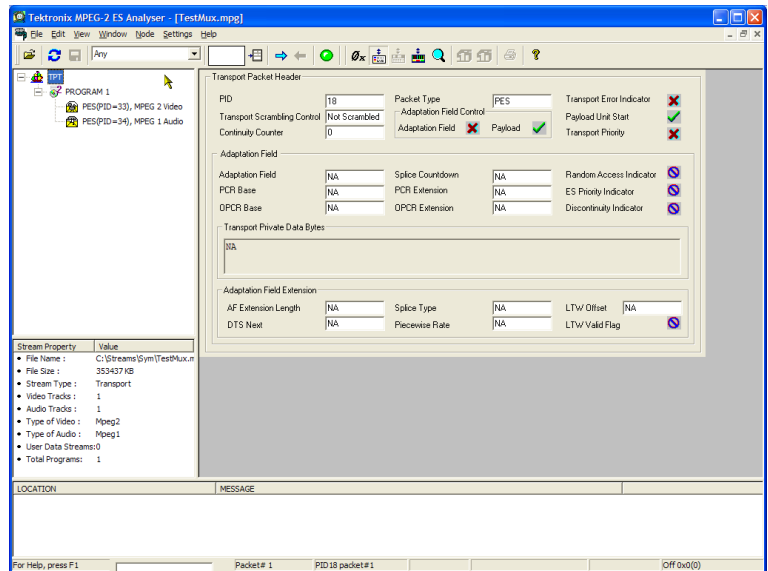 Tektronix MPEG-2 ES Analyser - [TestMux.mpg]
File Edit View Window Node Settings Help
Any
0x
TPT
PROGRAM 1
PES(PID=33), MPEG 2 Video
PES(PID=34), MPEG 1 Audio
Transport Packet Header
PID 18 Packet Type PES Transport Error Indicator
Transport Scrambling Control Not Scrambled Adaptation Field Control Payload Unit Start
Continuity Counter 0 Adaptation Field Payload Transport Priority
Adaptation Field
Adaptation Field NA Splice Countdown NA Random Access Indicator
PCR Base NA PCR Extension NA ES Priority Indicator
OPCR Base NA OPCR Extension NA Discontinuity Indicator
Transport Private Data Bytes
NA
Adaptation Field Extension
AF Extension Length NA Splice Type NA LTW Offset NA
DTS Next NA Piecewise Rate NA LTW Valid Flag
Stream Property Value
File Name : C:\Streams\Sym\TestMux.m
File Size : 353437 KB
Stream Type : Transport
Video Tracks : 1
Audio Tracks : 1
Type of Video : Mpeg2
Type of Audio : Mpeg1
User Data Streams:0
Total Programs: 1
LOCATION MESSAGE
For Help, press F1 Packet# 1 PID18 packet#1 Off 0x0(0)